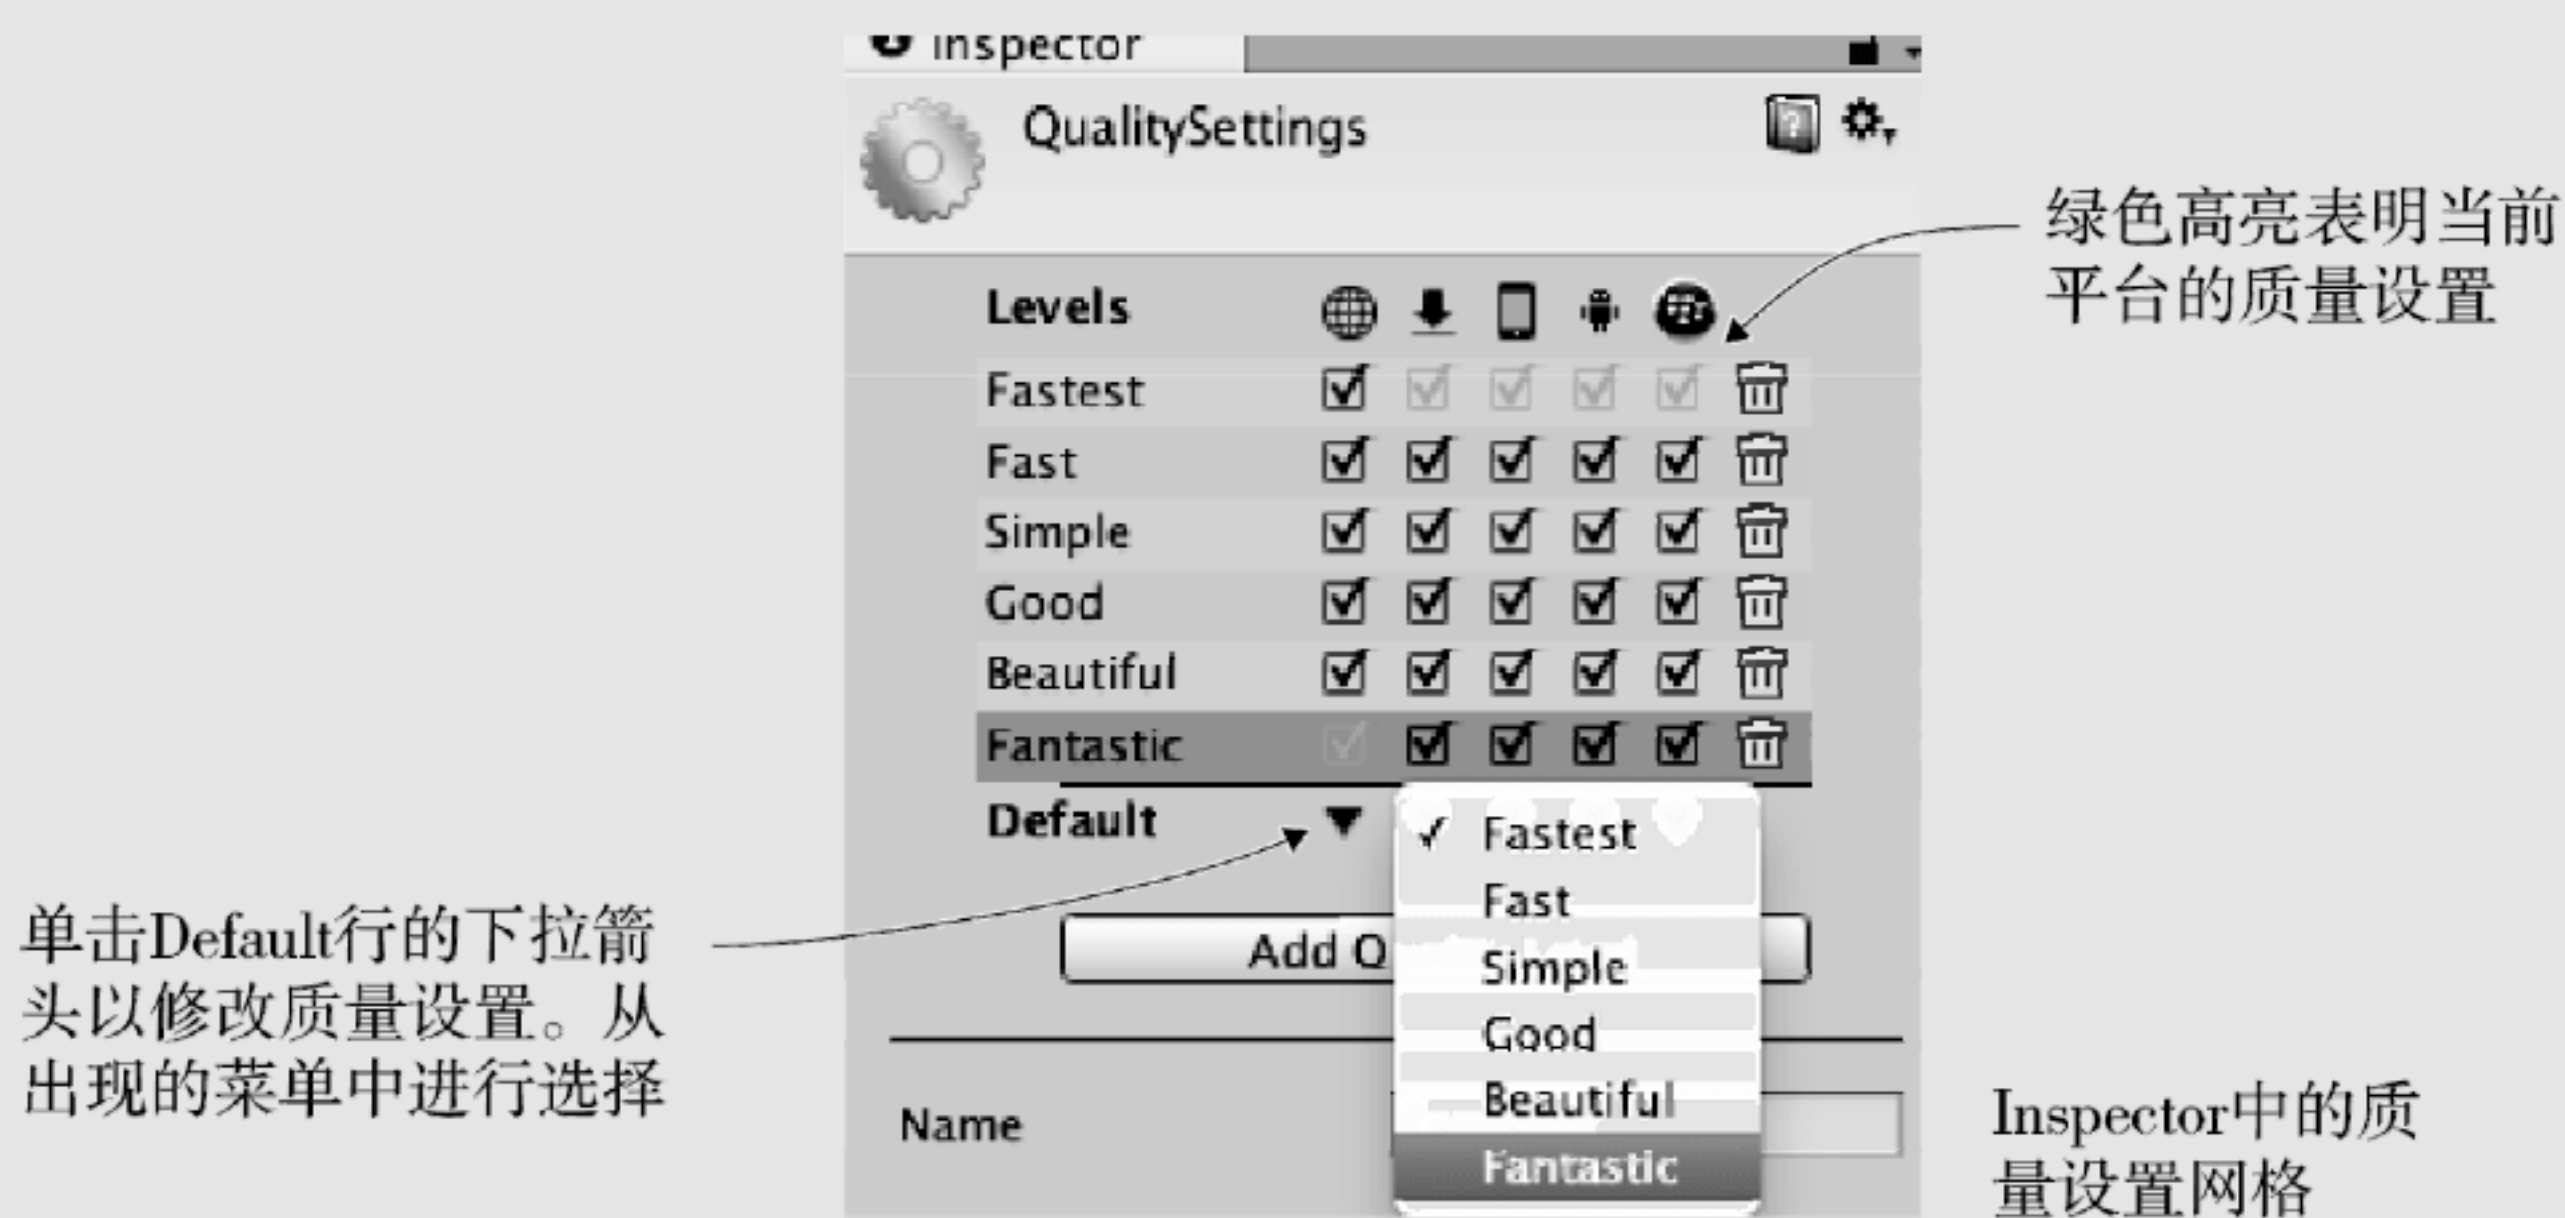 Inspector
QualitySettings
绿色高亮表明当前
平台的质量设置
Levels
Fastest
Fast
Simple
Good
Beautiful
Fantastic
Default
Fastest
Fast
Simple
Good
Beautiful
Fantastic
Add Q
Name
单击Default行的下拉箭
头以修改质量设置。从
出现的菜单中进行选择
Inspector中的质
量设置网格